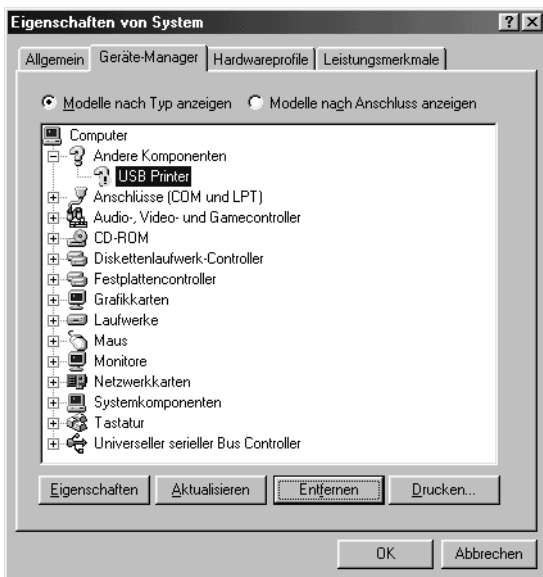 Eigenschaften von System
Allgemein Geräte-Manager Hardwareprofile Leistungsmerkmale
Modelle nach Typ anzeigen Modelle nach Anschluss anzeigen
Computer
Andere Komponenten
USB Printer
Anschlüsse (COM und LPT)
Audio-, Video- und Gamecontroller
CD-ROM
Diskettenlaufwerk-Controller
Festplattencontroller
Grafikkarten
Laufwerke
Maus
Monitore
Netzwerkkarten
Systemkomponenten
Tastatur
Universeller serieller Bus Controller
Eigenschaften Aktualisieren Entfernen Drucken...
OK Abbrechen